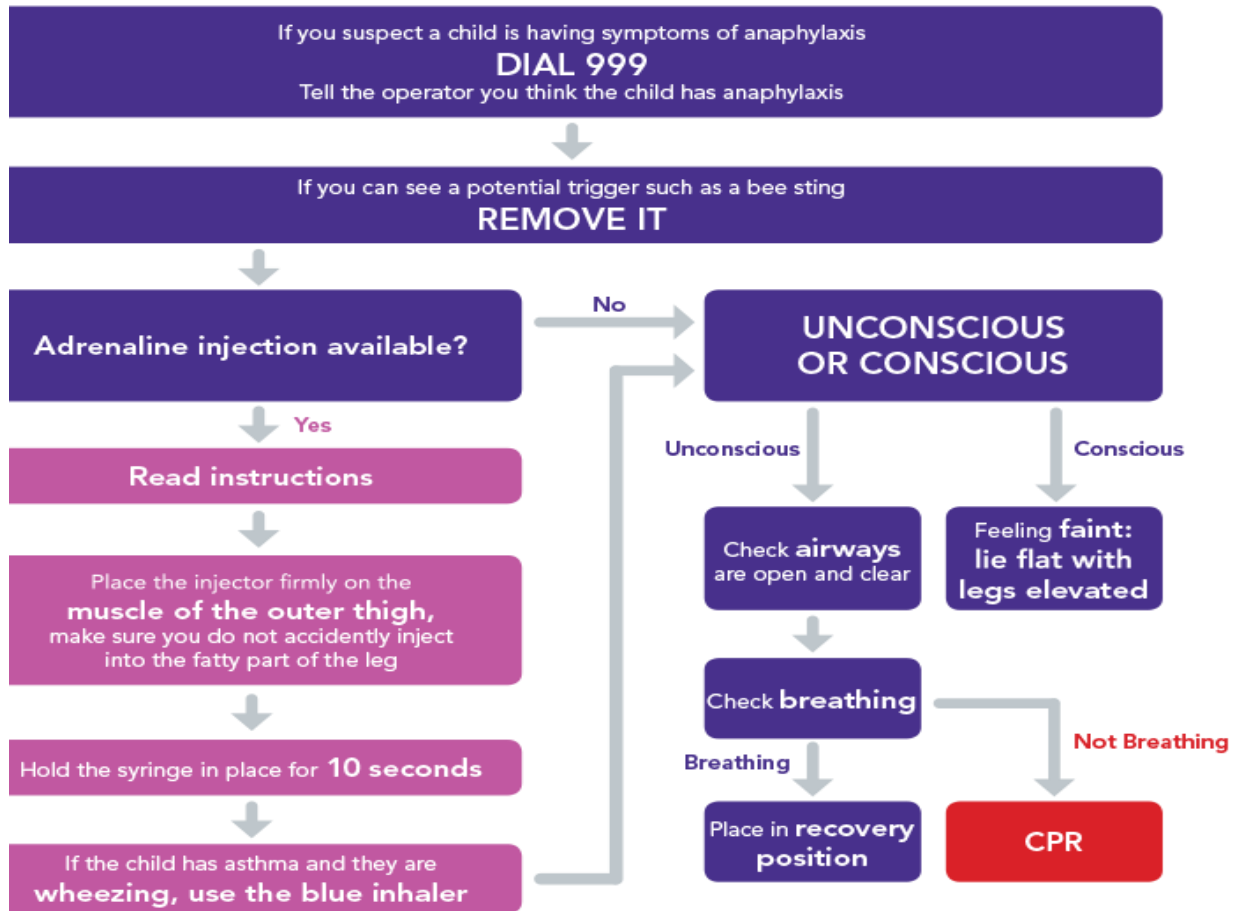 If you suspect a child is having symptoms of anaphylaxis
DIAL 999
Tell the operator you think the child has anaphylaxis
If you can see a potential trigger such as a bee sting
REMOVE IT
Adrenaline injection available?
No
Yes
Read instructions
Place the injector firmly on the
muscle of the outer thigh,
make sure you do not accidently inject
into the fatty part of the leg
Hold the syringe in place for 10 seconds
If the child has asthma and they are
wheezing, use the blue inhaler
UNCONSCIOUS
OR CONSCIOUS
Unconscious
Conscious
Check airways
are open and clear
Feeling faint:
lie flat with
legs elevated
Check breathing
Breathing
Not Breathing
Place in recovery
position
CPR